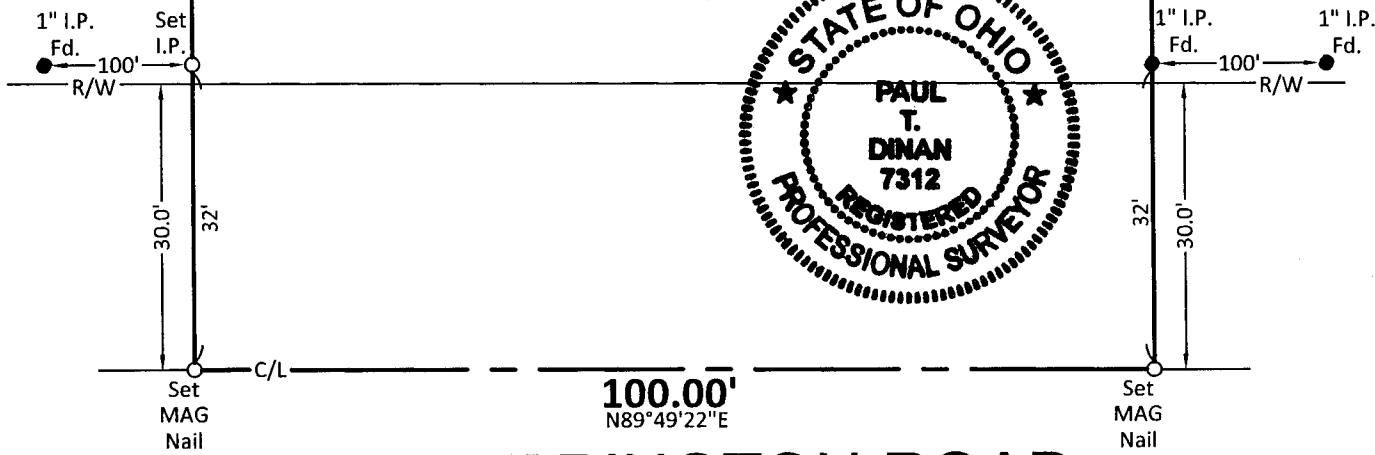 1" I.P.
Fd.
100'
Set
I.P.
R/W
30.0'
32'
STATE OF OHIO
PAUL
T.
DINAN
7312
REGISTERED
PROFESSIONAL SURVEYOR
1" I.P.
Fd.
100'
1" I.P.
Fd.
R/W
32'
30.0'
C/L
Set
MAG
Nail
100.00'
N89°49'22"E
Set
MAG
Nail
ROAD